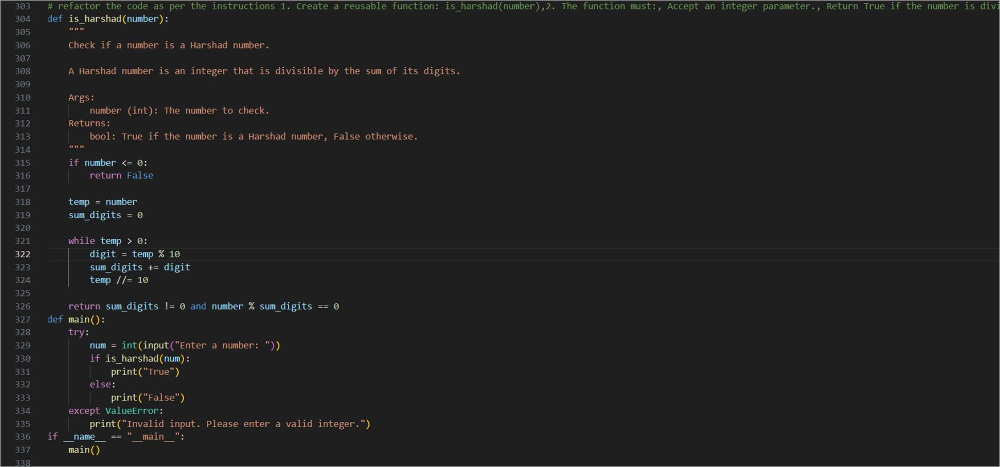 303 # refactor the code as per the instructions 1. Create a reusable function: is_harshad(number),2. The function must:, Accept an integer parameter., Return True if the number is divi
304 def is_harshad(number):
305     """
306     Check if a number is a Harshad number.
307
308     A Harshad number is an integer that is divisible by the sum of its digits.
309
310     Args:
311         number (int): The number to check.
312     Returns:
313         bool: True if the number is a Harshad number, False otherwise.
314     """
315     if number <= 0:
316         return False
317
318     temp = number
319     sum_digits = 0
320
321     while temp > 0:
322         digit = temp % 10
323         sum_digits += digit
324         temp //= 10
325
326     return sum_digits != 0 and number % sum_digits == 0
327 def main():
328     try:
329         num = int(input("Enter a number: "))
330         if is_harshad(num):
331             print("True")
332         else:
333             print("False")
334     except ValueError:
335         print("Invalid input. Please enter a valid integer.")
336 if __name__ == "__main__":
337     main()
338